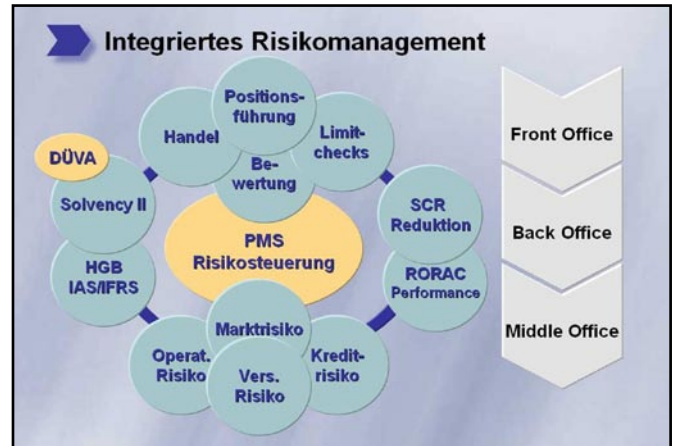 Integriertes Risikomanagement
Positions-
führung
Handel
Limit-
checks
Be-
wertung
DÜVA
Solvency II
HGB
IAS/IFRS
PMS
Risikosteuerung
SCR
Reduktion
RORAC
Performance
Marktrisiko
Operat.
Risiko
Vers.
Risiko
Kredit-
risiko
Front Office
Back Office
Middle Office